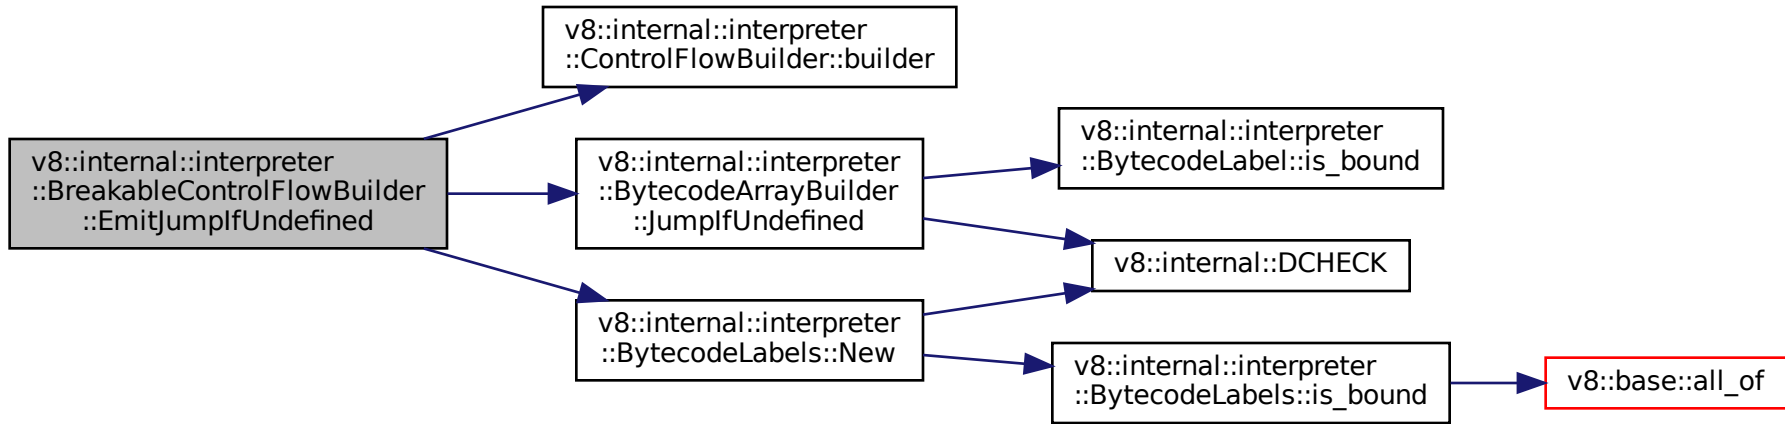 v8::internal::interpreter
::ControlFlowBuilder::builder
v8::internal::interpreter
::BreakableControlFlowBuilder
::EmitJumpIfUndefined
v8::internal::interpreter
::BytecodeArrayBuilder
::JumpIfUndefined
v8::internal::interpreter
::BytecodeLabel::is_bound
v8::internal::DCHECK
v8::internal::interpreter
::BytecodeLabels::New
v8::internal::interpreter
::BytecodeLabels::is_bound
v8::base::all_of